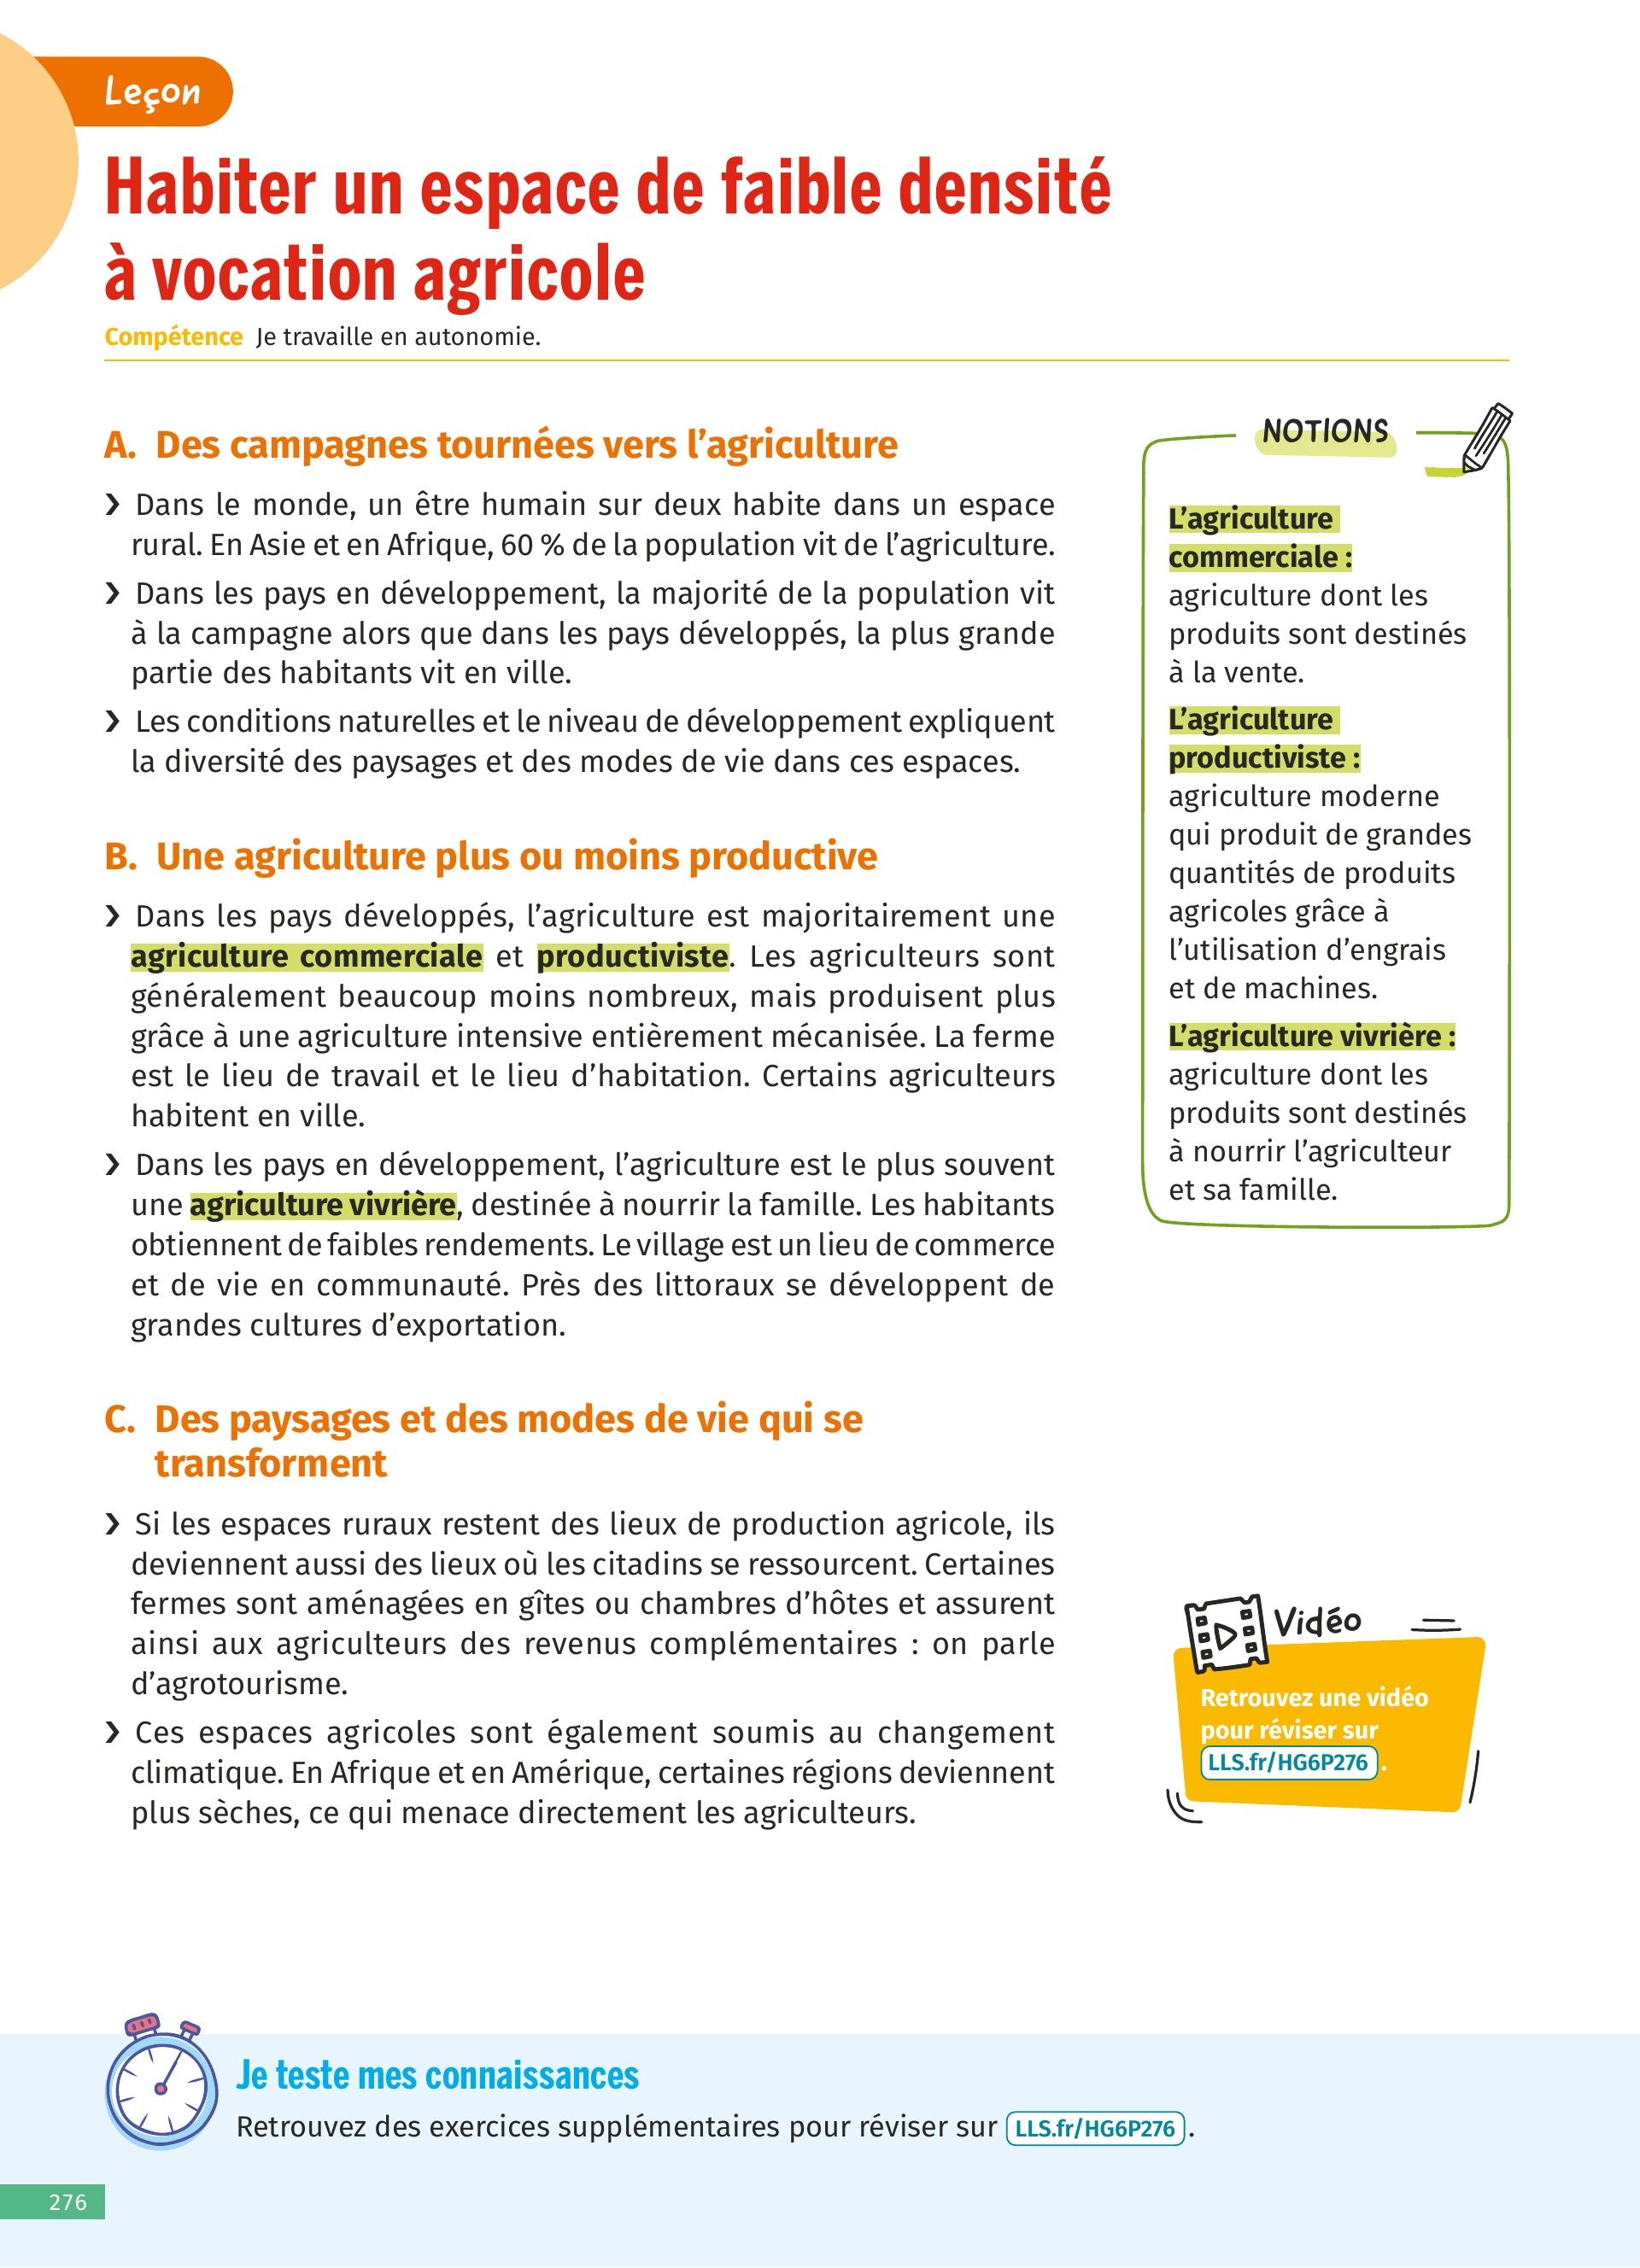 Leçon
Habiter un espace de faible densité
à vocation agricole
Compétence Je travaille en autonomie.
A. Des campagnes tournées vers l’agriculture
❯ Dans le monde, un être humain sur deux habite dans un espace
rural. En Asie et en Afrique, 60 % de la population vit de l’agriculture.
❯ Dans les pays en développement, la majorité de la population vit
à la campagne alors que dans les pays développés, la plus grande
partie des habitants vit en ville.
❯ Les conditions naturelles et le niveau de développement expliquent
la diversité des paysages et des modes de vie dans ces espaces.
B. Une agriculture plus ou moins productive
❯ Dans les pays développés, l’agriculture est majoritairement une
agriculture commerciale et productiviste. Les agriculteurs sont
généralement beaucoup moins nombreux, mais produisent plus
grâce à une agriculture intensive entièrement mécanisée. La ferme
est le lieu de travail et le lieu d’habitation. Certains agriculteurs
habitent en ville.
❯ Dans les pays en développement, l’agriculture est le plus souvent
une agriculture vivrière, destinée à nourrir la famille. Les habitants
obtiennent de faibles rendements. Le village est un lieu de commerce
et de vie en communauté. Près des littoraux se développent de
grandes cultures d’exportation.
C. Des paysages et des modes de vie qui se
transforment
❯ Si les espaces ruraux restent des lieux de production agricole, ils
deviennent aussi des lieux où les citadins se ressourcent. Certaines
fermes sont aménagées en gîtes ou chambres d’hôtes et assurent
ainsi aux agriculteurs des revenus complémentaires : on parle
d’agrotourisme.
❯ Ces espaces agricoles sont également soumis au changement
climatique. En Afrique et en Amérique, certaines régions deviennent
plus sèches, ce qui menace directement les agriculteurs.
NOTIONS
L’agriculture
commerciale :
agriculture dont les
produits sont destinés
à la vente.
L’agriculture
productiviste :
agriculture moderne
qui produit de grandes
quantités de produits
agricoles grâce à
l’utilisation d’engrais
et de machines.
L’agriculture vivrière :
agriculture dont les
produits sont destinés
à nourrir l’agriculteur
et sa famille.
Vidéo
Retrouvez une vidéo
pour réviser sur
LLS.fr/HG6P276 .
Je teste mes connaissances
Retrouvez des exercices supplémentaires pour réviser sur LLS.fr/HG6P276 .
276